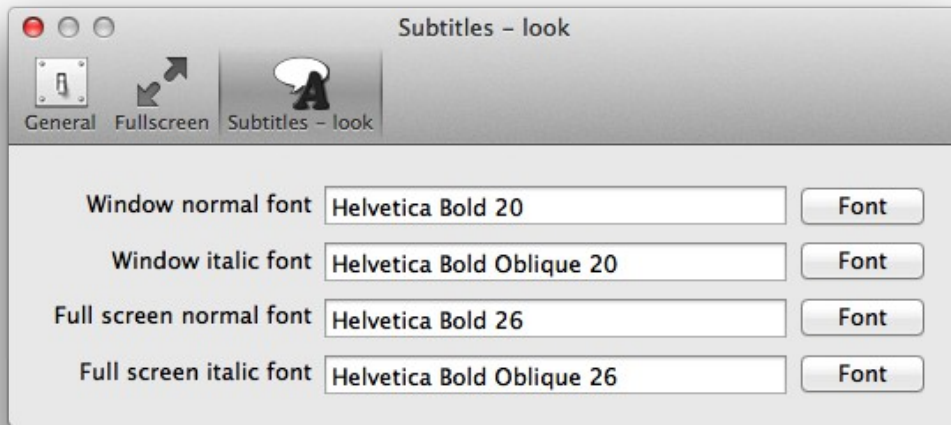 Subtitles – look
General Fullscreen Subtitles – look
Window normal font Helvetica Bold 20 Font
Window italic font Helvetica Bold Oblique 20 Font
Full screen normal font Helvetica Bold 26 Font
Full screen italic font Helvetica Bold Oblique 26 Font